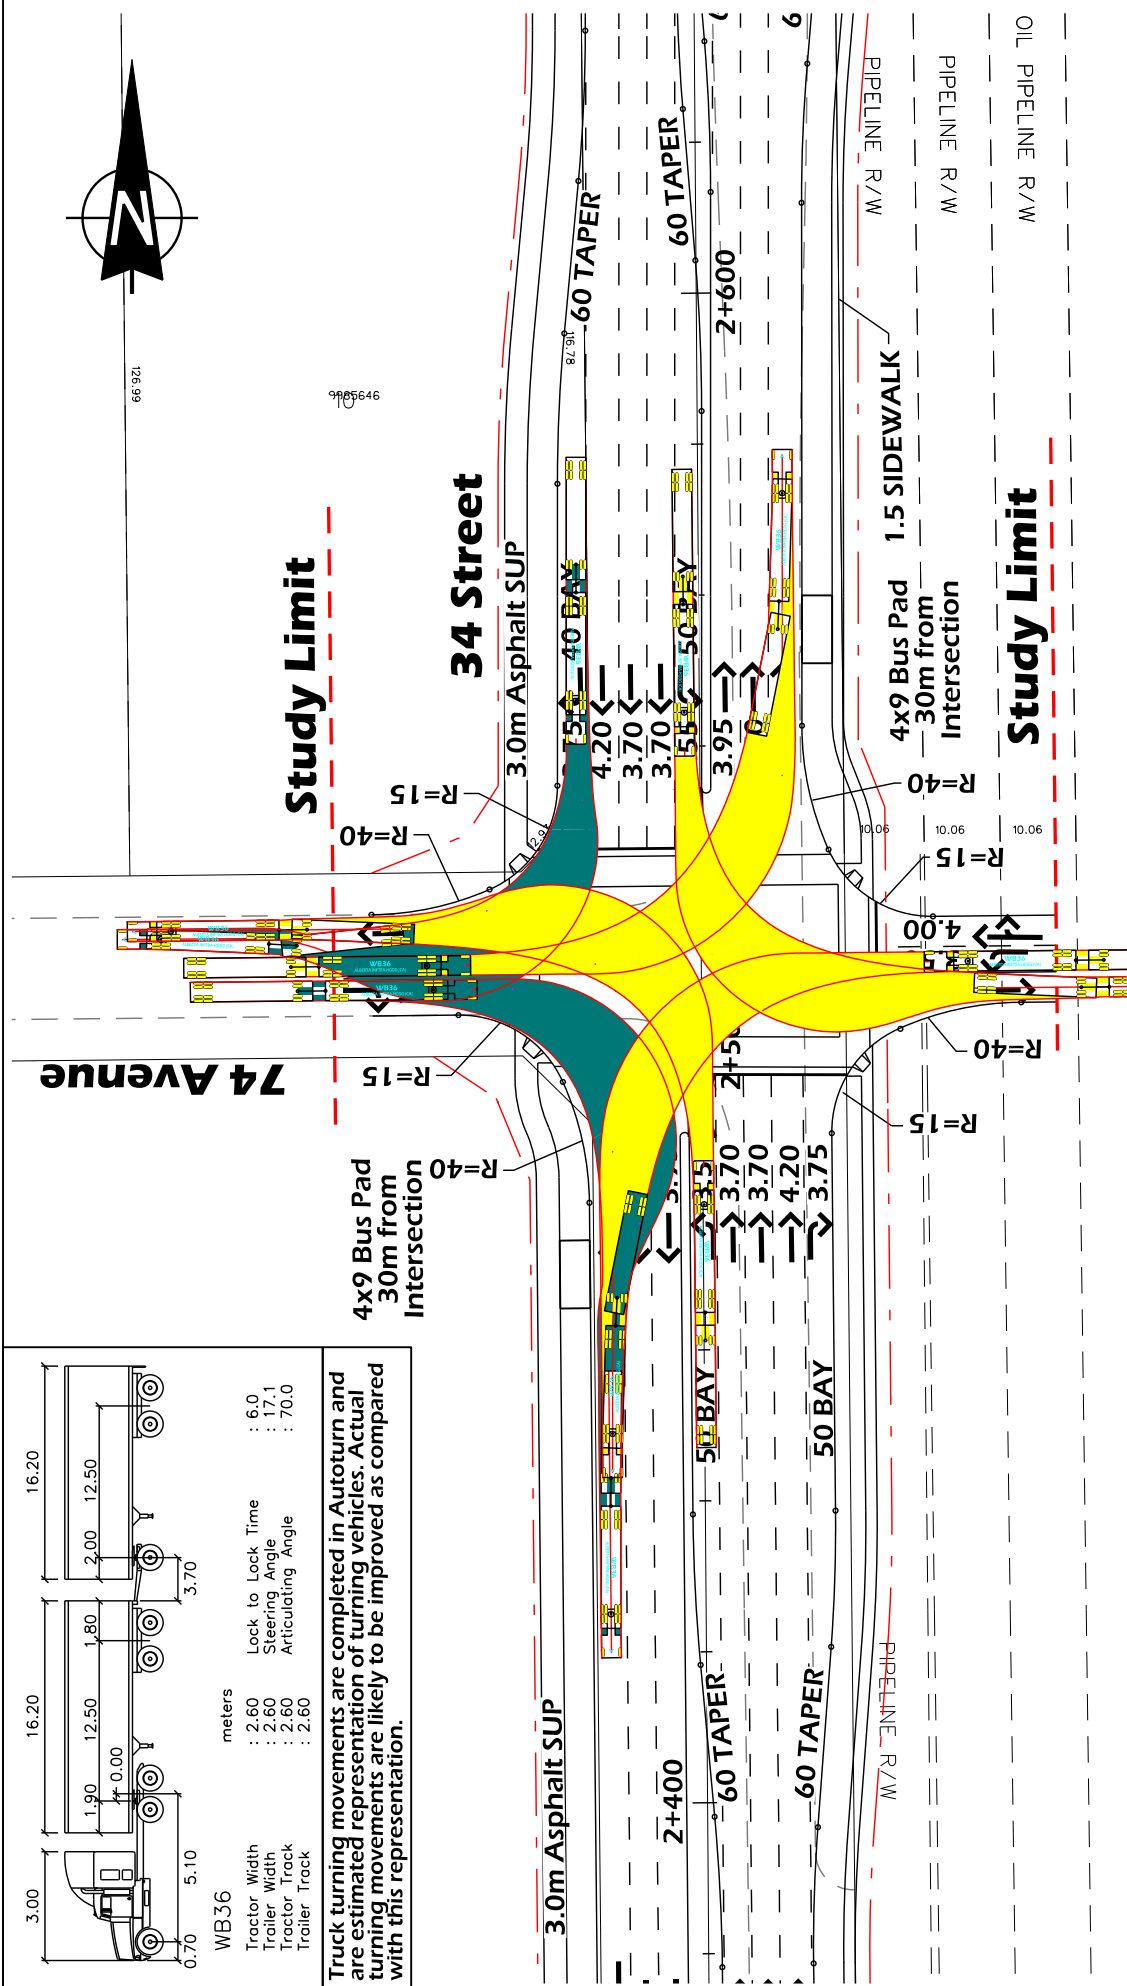 N
126.99
9985646
10
116.78
60 TAPER
60 TAPER
2+600
PIPELINE R/W
PIPELINE R/W
OIL PIPELINE R/W
1.5 SIDEWALK
Study Limit
34 Street
3.0m Asphalt SUP
40 BAY
50 BAY
4.20
3.70
3.70
3.95
4x9 Bus Pad
30m from
Intersection
Study Limit
R=15
R=40
R=40
R=15
10.06
10.06
10.06
4.00
WB36
WB36
WB36
WB36
WB36
74 Avenue
R=15
R=40
R=40
R=15
4x9 Bus Pad
30m from
Intersection
3.70
3.70
4.20
3.75
50 BAY
50 BAY
60 TAPER
60 TAPER
2+400
3.0m Asphalt SUP
PIPELINE R/W
3.00
16.20
16.20
1.90
0.00
12.50
1.80
2.00
12.50
0.70
5.10
3.70
WB36
meters
Tractor Width : 2.60 Lock to Lock Time : 6.0
Trailer Width : 2.60 Steering Angle : 17.1
Tractor Track : 2.60 Articulating Angle : 70.0
Trailer Track : 2.60
Truck turning movements are completed in Autoturn and
are estimated representation of turning vehicles. Actual
turning movements are likely to be improved as compared
with this representation.